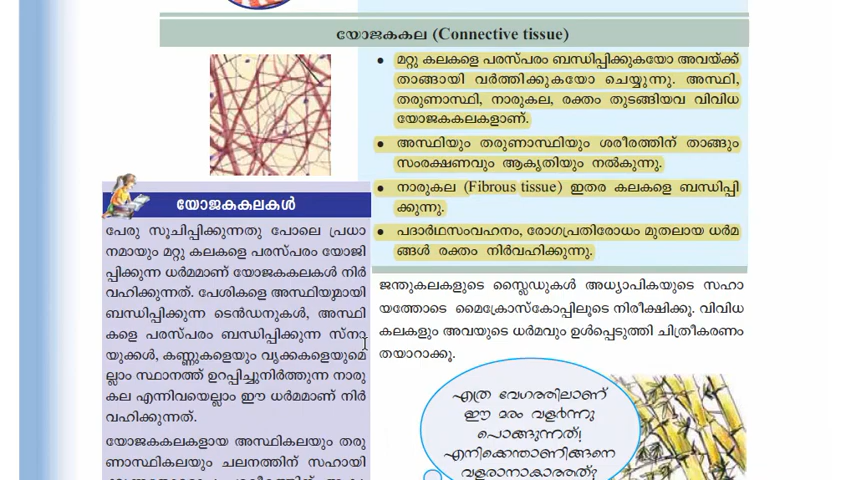 യോജകകല (Connective tissue)
മറ്റു കലകളെ പരസ്പരം ബന്ധിപ്പിക്കുകയോ അവയ്ക്ക്
താങ്ങായി വർത്തിക്കുകയോ ചെയ്യുന്നു. അസ്ഥി,
തരുണാസ്ഥി, നാരുകല, രക്തം തുടങ്ങിയവ വിവിധ
യോജകകലകളാണ്.
അസ്ഥിയും തരുണാസ്ഥിയും ശരീരത്തിന് താങ്ങും
സംരക്ഷണവും ആകൃതിയും നൽകുന്നു.
നാരുകല (Fibrous tissue) ഇതര കലകളെ ബന്ധിപ്പി
ക്കുന്നു.
പദാർഥസംവഹനം, രോഗപ്രതിരോധം മുതലായ ധർമ
ങ്ങൾ രക്തം നിർവഹിക്കുന്നു.
യോജകകലകൾ
പേരു സൂചിപ്പിക്കുന്നതു പോലെ പ്രധാ
നമായും മറ്റു കലകളെ പരസ്പരം യോജി
പ്പിക്കുന്ന ധർമമാണ് യോജകകലകൾ നിർ
വഹിക്കുന്നത്. പേശികളെ അസ്ഥിയുമായി
ബന്ധിപ്പിക്കുന്ന ടെൻഡനുകൾ, അസ്ഥി
കളെ പരസ്പരം ബന്ധിപ്പിക്കുന്ന സ്നാ
യുക്കൾ, കണ്ണുകളെയും വൃക്കകളെയുമെ
ല്ലാം സ്ഥാനത്ത് ഉറപ്പിച്ചുനിർത്തുന്ന നാരു
കല എന്നിവയെല്ലാം ഈ ധർമമാണ് നിർ
വഹിക്കുന്നത്.
യോജകകലകളായ അസ്ഥികലയും തരു
ണാസ്ഥികലയും ചലനത്തിന് സഹായി
ജന്തുകലകളുടെ സ്ലൈഡുകൾ അധ്യാപികയുടെ സഹാ
യത്തോടെ മൈക്രോസ്കോപ്പിലൂടെ നിരീക്ഷിക്കൂ. വിവിധ
കലകളും അവയുടെ ധർമവും ഉൾപ്പെടുത്തി ചിത്രീകരണം
തയാറാക്കൂ.
എത്ര വേഗത്തിലാണ്
ഈ മരം വളർന്നു
പൊങ്ങുന്നത്!
എനിക്കെന്താണിങ്ങനെ
വളരാനാകാത്തത്?